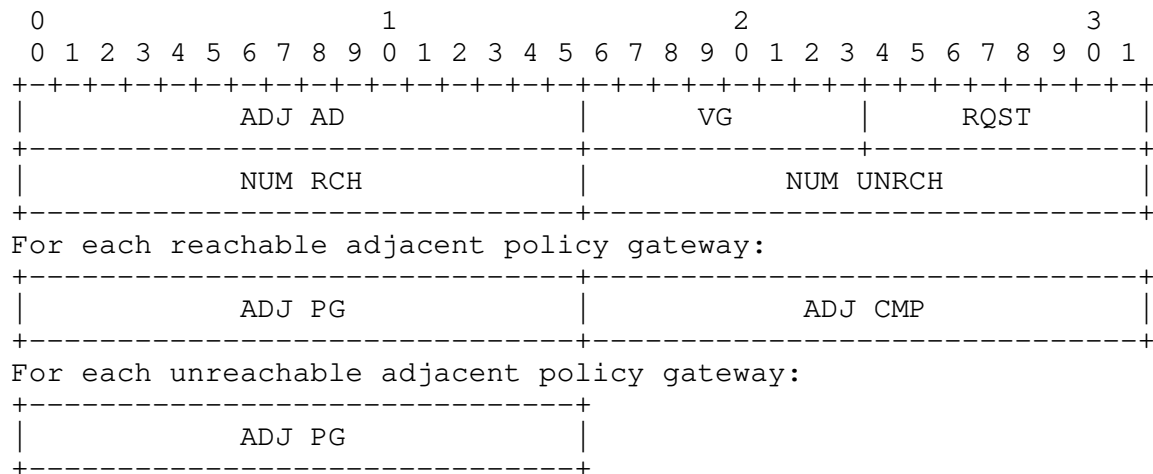 0                   1                   2                   3
 0 1 2 3 4 5 6 7 8 9 0 1 2 3 4 5 6 7 8 9 0 1 2 3 4 5 6 7 8 9 0 1
+-+-+-+-+-+-+-+-+-+-+-+-+-+-+-+-+-+-+-+-+-+-+-+-+-+-+-+-+-+-+-+-+
|            ADJ AD             |      VG       |     RQST      |
+-------------------------------+---------------+---------------+
|            NUM RCH            |           NUM UNRCH           |
+-------------------------------+-------------------------------+
For each reachable adjacent policy gateway:
+-------------------------------+-------------------------------+
|            ADJ PG             |            ADJ CMP            |
+-------------------------------+-------------------------------+
For each unreachable adjacent policy gateway:
+-------------------------------+
|            ADJ PG             |
+-------------------------------+